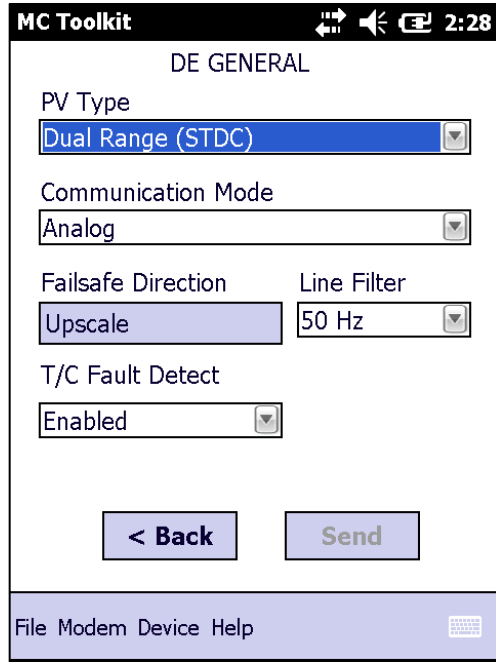 MC Toolkit 2:28
DE GENERAL
PV Type
Dual Range (STDC)
Communication Mode
Analog
Failsafe Direction Line Filter
Upscale 50 Hz
T/C Fault Detect
Enabled
< Back Send
File Modem Device Help